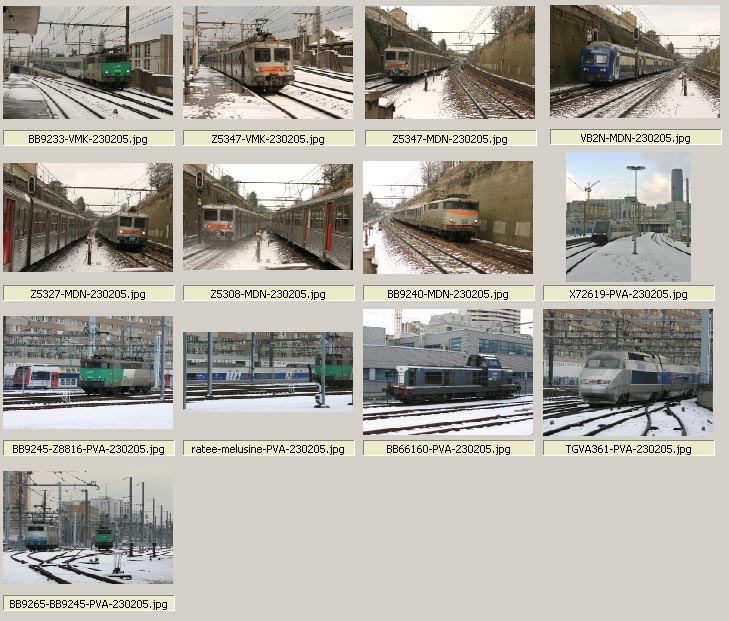 BB9233-VMK-230205.jpg
Z5347-VMK-230205.jpg
Z5347-MDN-230205.jpg
VB2N-MDN-230205.jpg
Z5327-MDN-230205.jpg
Z5308-MDN-230205.jpg
BB9240-MDN-230205.jpg
X72619-PVA-230205.jpg
BB9245-Z8816-PVA-230205.jpg
ratee-melusine-PVA-230205.jpg
BB66160-PVA-230205.jpg
TGVA361-PVA-230205.jpg
BB9265-BB9245-PVA-230205.jpg